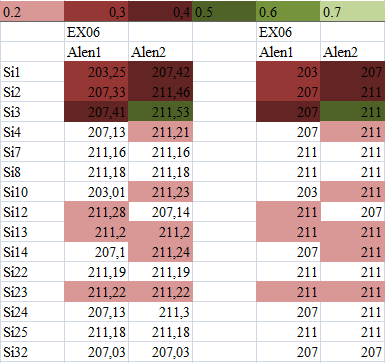 0.2 0,3 0,4 0.5 0.6 0.7
EX06 EX06
Alen1 Alen2 Alen1 Alen2
Si1 203,25 207,42 203 207
Si2 207,33 211,46 207 211
Si3 207,41 211,53 207 211
Si4 207,13 211,21 207 211
Si7 211,16 211,16 211 211
Si8 211,18 211,18 211 211
Si10 203,01 211,23 203 211
Si12 211,28 207,14 211 207
Si13 211,2 211,2 211 211
Si14 207,1 211,24 207 211
Si22 211,19 211,19 211 211
Si23 211,22 211,22 211 211
Si24 207,13 211,3 207 211
Si25 211,18 211,18 211 211
Si32 207,03 207,03 207 207